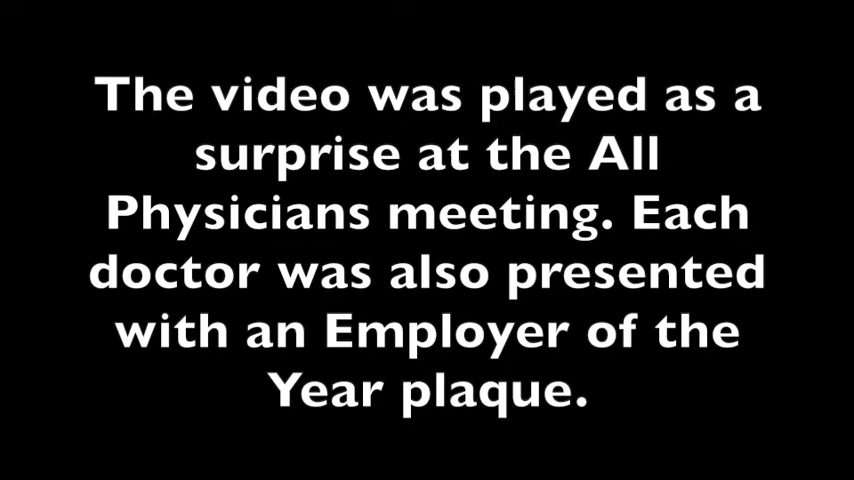 The video was played as a
surprise at the All
Physicians meeting. Each
doctor was also presented
with an Employer of the
Year plaque.